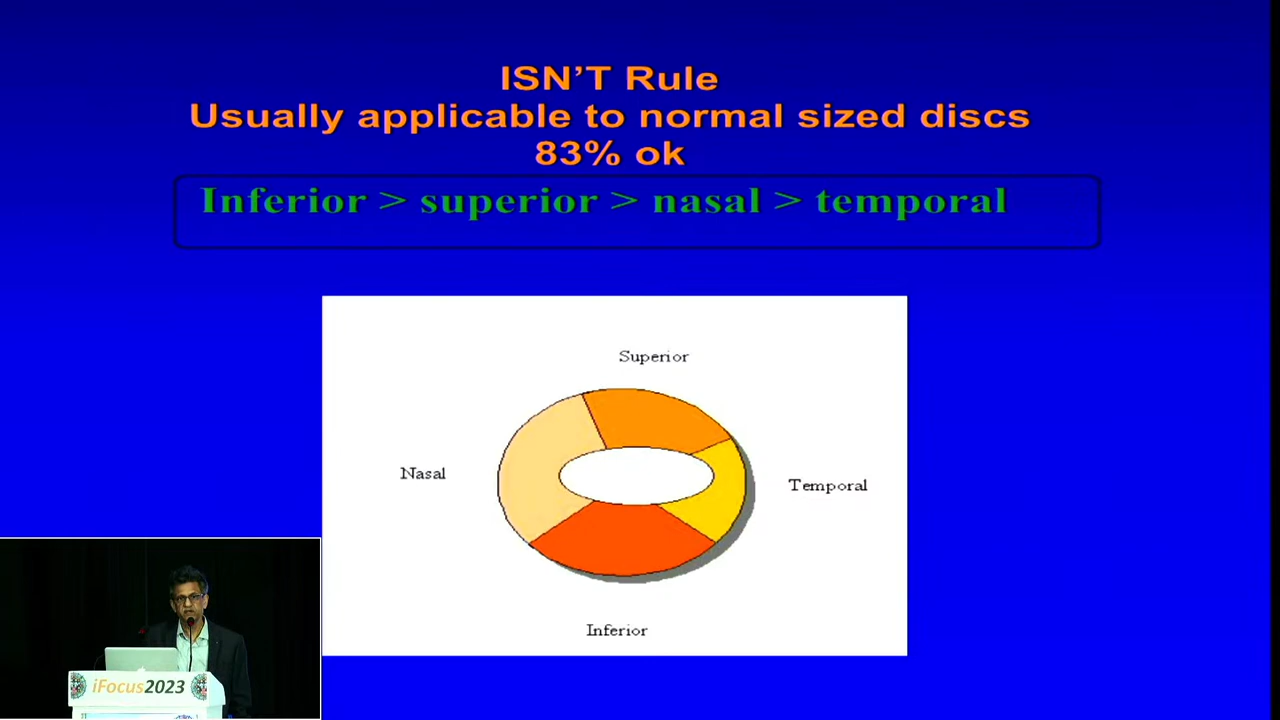 ISN’T Rule
Usually applicable to normal sized discs
83% ok
Inferior > superior > nasal > temporal
Superior
Nasal
Temporal
Inferior
iFocus2023